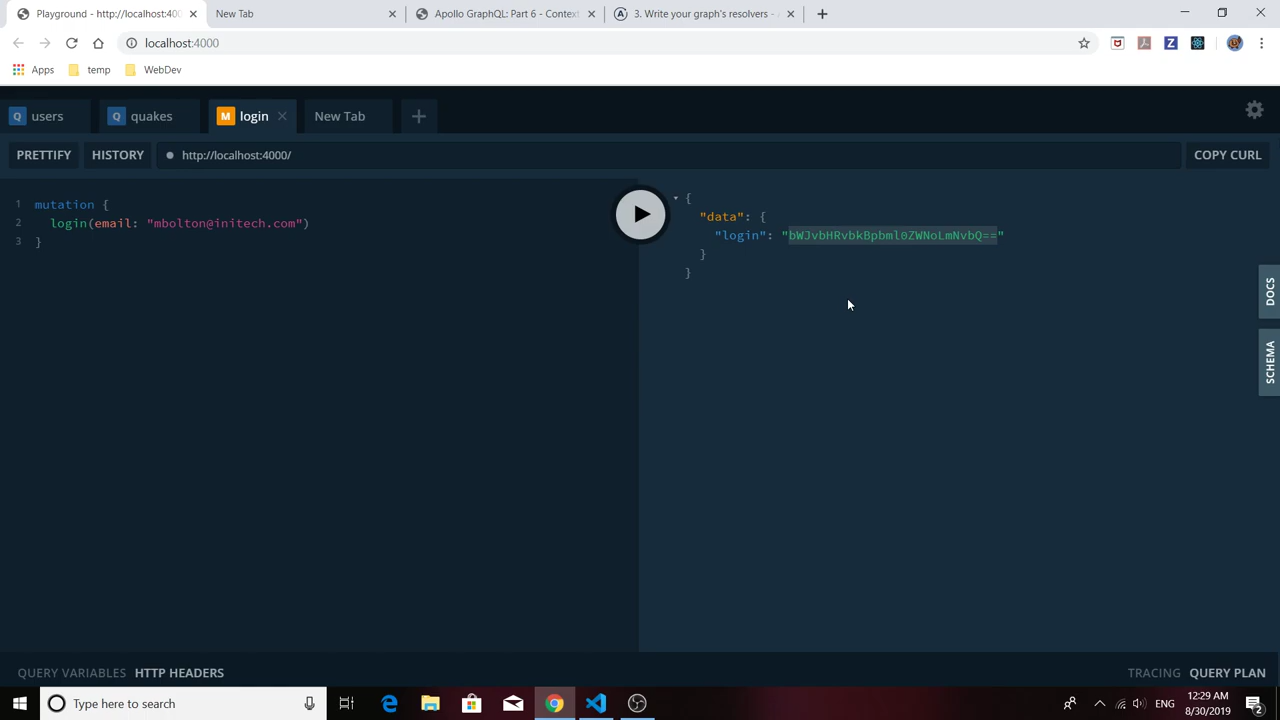 Playground - http://localhost:400
New Tab
Apollo GraphQL: Part 6 - Context
3. Write your graph's resolvers - A
localhost:4000
Apps
temp
WebDev
Q users
Q quakes
M login
New Tab
PRETTIFY
HISTORY
http://localhost:4000/
COPY CURL
1 mutation {
2 login(email: "mbolton@initech.com")
3 }
{
"data": {
"login": "bWJvbHRvbkBpbml0ZWNoLmNvbQ=="
}
}
DOCS
SCHEMA
QUERY VARIABLES
HTTP HEADERS
TRACING
QUERY PLAN
Type here to search
ENG
12:29 AM
8/30/2019
2